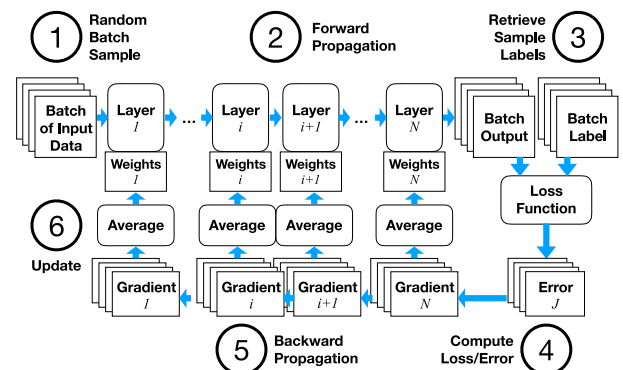 1
Random
Batch
Sample
2
Forward
Propagation
Retrieve
Sample
Labels
3
Batch
of Input
Data
Layer
1
...
Layer
i
Layer
i+1
...
Layer
N
Batch
Output
Batch
Label
Weights
1
Weights
i
Weights
i+1
Weights
N
Loss
Function
6
Update
Average
Average
Average
Average
Gradient
1
Gradient
i
Gradient
i+1
Gradient
N
Error
J
5
Backward
Propagation
Compute
Loss/Error
4